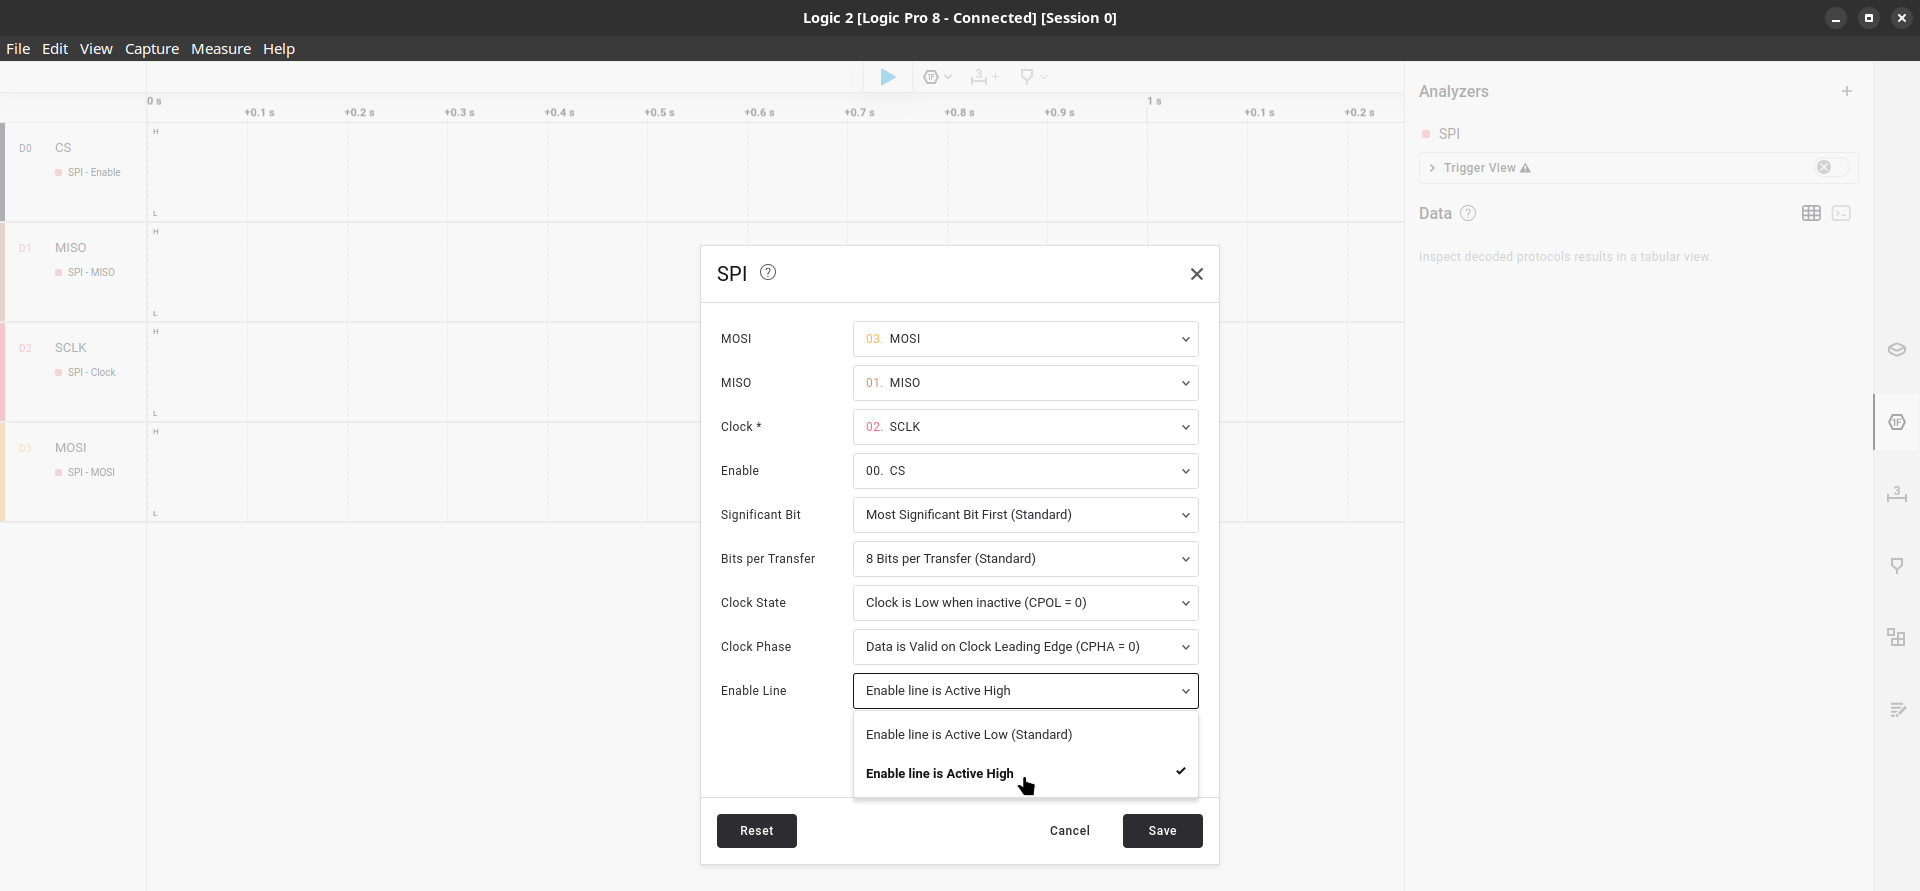 Logic 2 [Logic Pro 8 - Connected] [Session 0]
File Edit View Capture Measure Help
3 +
0 s
1 s
+0.1 s +0.2 s +0.3 s +0.4 s +0.5 s +0.6 s +0.7 s +0.8 s +0.9 s +0.1 s +0.2 s
D0 CS
SPI - Enable
H
L
D1 MISO
SPI - MISO
H
L
D2 SCLK
SPI - Clock
H
L
D3 MOSI
SPI - MOSI
H
L
SPI ?
MOSI 03. MOSI
MISO 01. MISO
Clock * 02. SCLK
Enable 00. CS
Significant Bit Most Significant Bit First (Standard)
Bits per Transfer 8 Bits per Transfer (Standard)
Clock State Clock is Low when inactive (CPOL = 0)
Clock Phase Data is Valid on Clock Leading Edge (CPHA = 0)
Enable Line Enable line is Active High
Enable line is Active Low (Standard)
Enable line is Active High
Reset Cancel Save
Analyzers +
SPI
Trigger View
Data ?
Inspect decoded protocols results in a tabular view.
1F
3